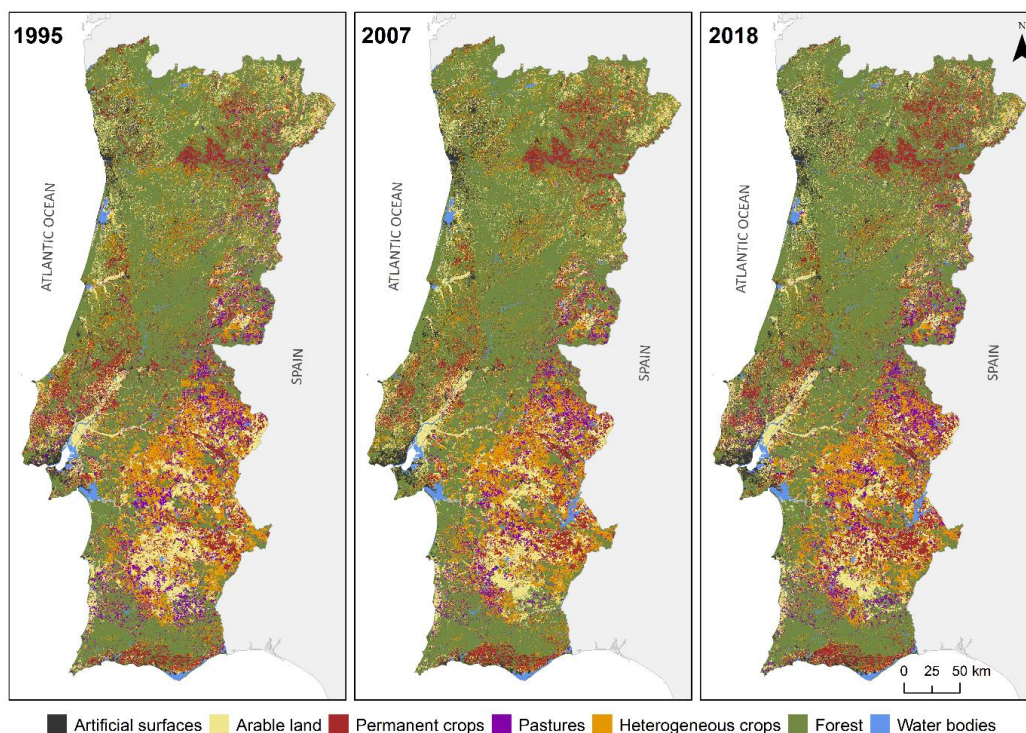 1995
2007
2018
N
ATLANTIC OCEAN
SPAIN
ATLANTIC OCEAN
SPAIN
ATLANTIC OCEAN
SPAIN
0 25 50 km
Artificial surfaces Arable land Permanent crops Pastures Heterogeneous crops Forest Water bodies